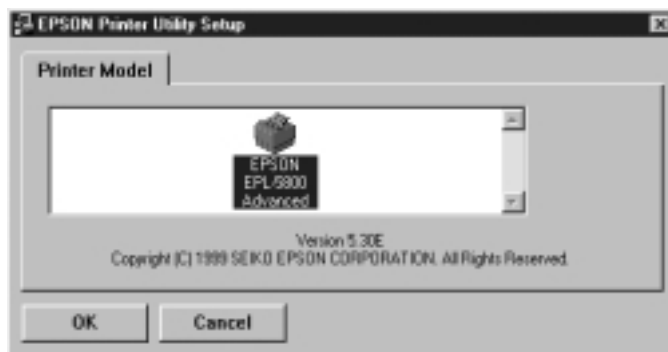 EPSON Printer Utility Setup
Printer Model
EPSON
EPL-5800
Advanced
Version 5.30E
Copyright (C) 1999 SEIKO EPSON CORPORATION. All Rights Reserved.
OK Cancel